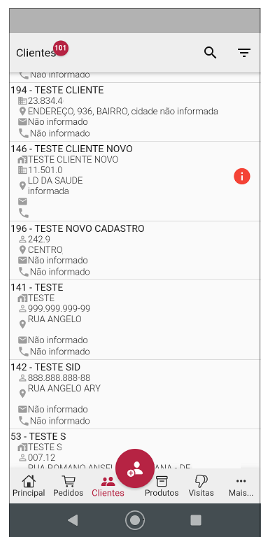 Clientes 101
Não informado
194 - TESTE CLIENTE
23.834.4
ENDEREÇO, 936, BAIRRO, cidade não informada
Não informado
Não informado
146 - TESTE CLIENTE NOVO
TESTE CLIENTE NOVO
11.501.0
LD DA SAUDE
informada
196 - TESTE NOVO CADASTRO
242.9
CENTRO
Não informado
Não informado
141 - TESTE
TESTE
999.999.999-99
RUA ANGELO
Não informado
Não informado
142 - TESTE SID
888.888.888-88
RUA ANGELO ARY
Não informado
Não informado
53 - TESTE S
TESTE S
007.12
RUA ROMANO ANSEL
ANA - DE
Principal Pedidos Clientes Produtos Visitas Mais...